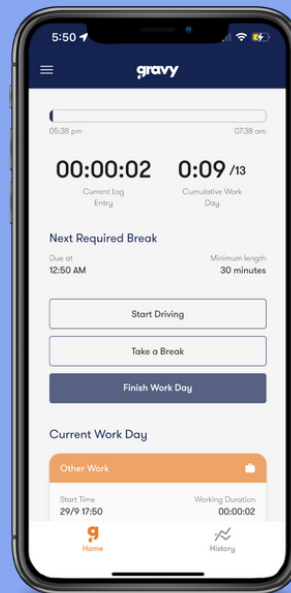 5:50
gravy
05:38 pm 07:38 am
00:00:02 0:09 /13
Current Log Cumulative Work
Entry Day
Next Required Break
Due at Minimum length
12:50 AM 30 minutes
Start Driving
Take a Break
Finish Work Day
Current Work Day
Other Work
Start Time Working Duration
29/9 17:50 00:00:02
g
Home History